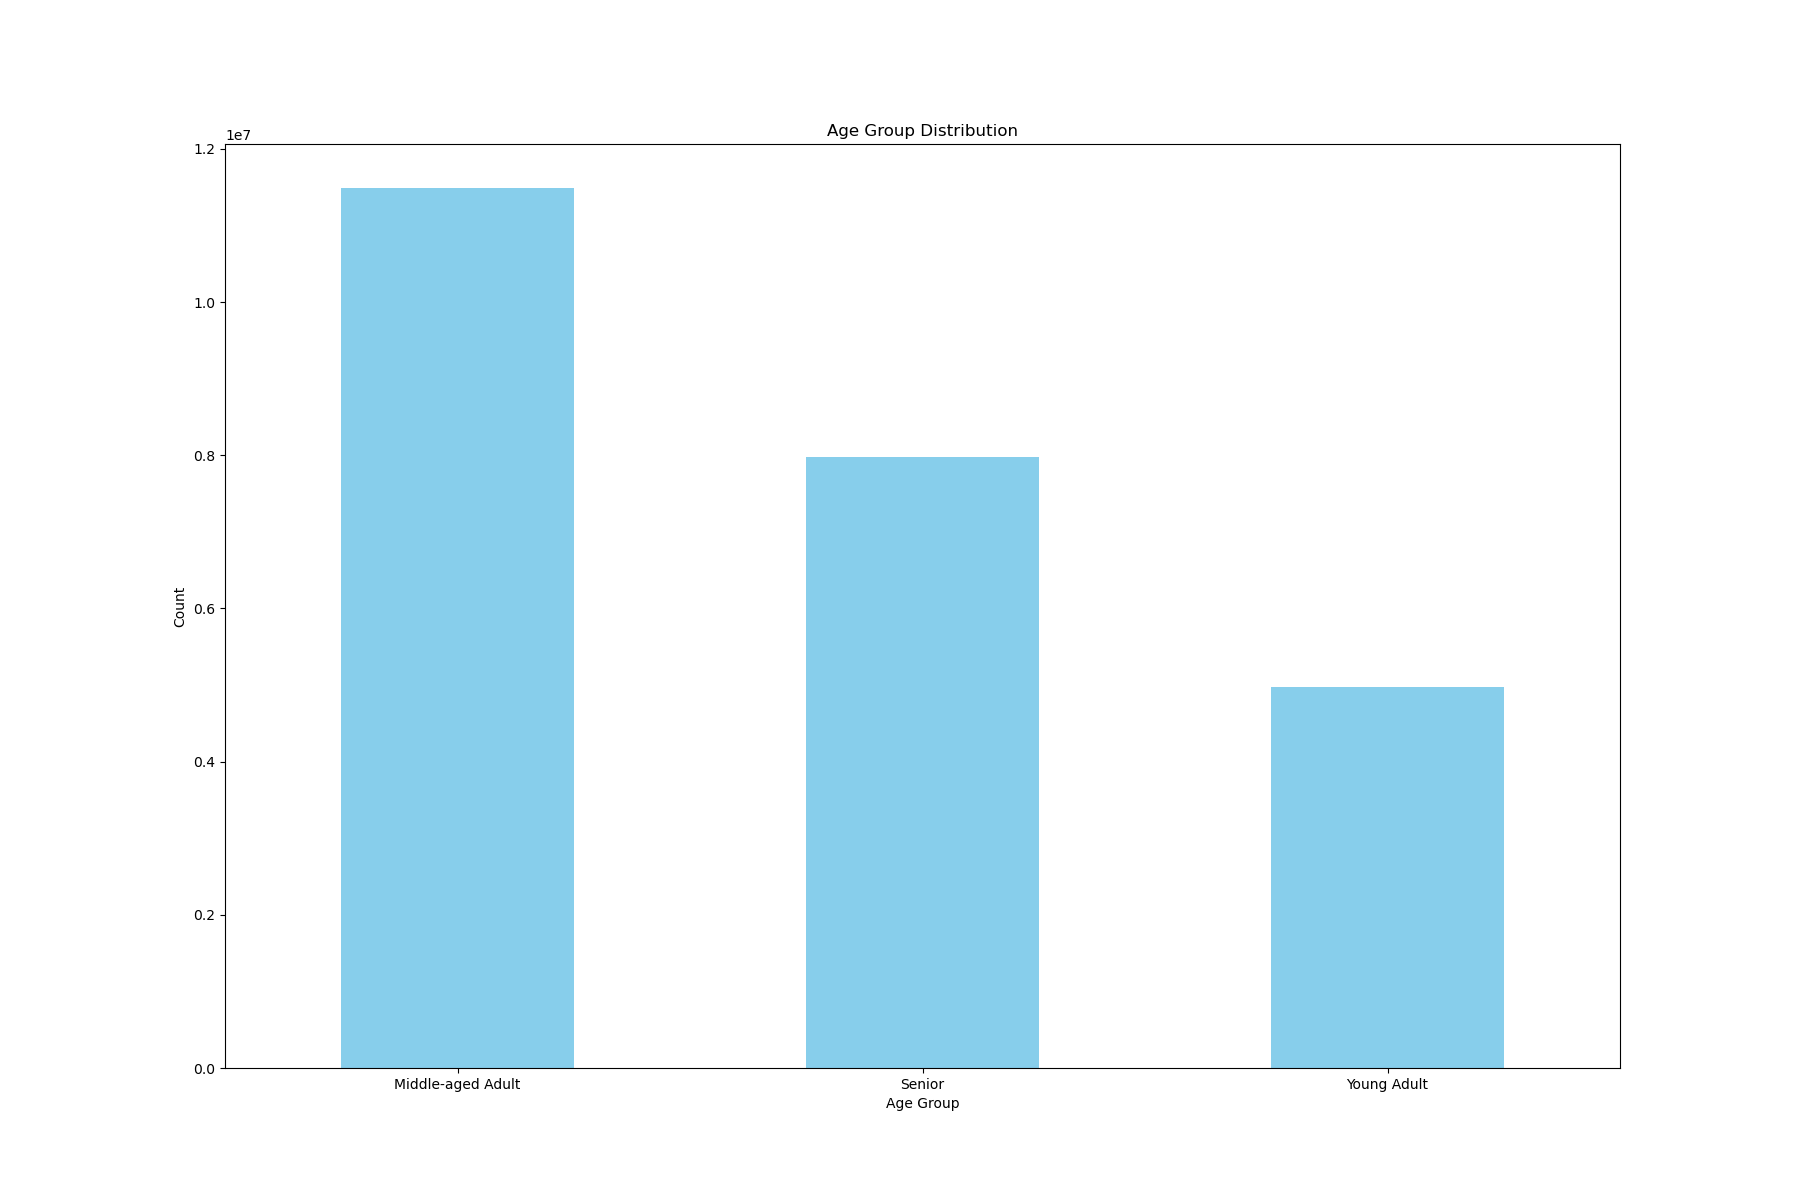 Age Group Distribution
1e7
1.2
1.0
0.8
0.6
0.4
0.2
0.0
Count
Middle-aged Adult
Senior
Young Adult
Age Group